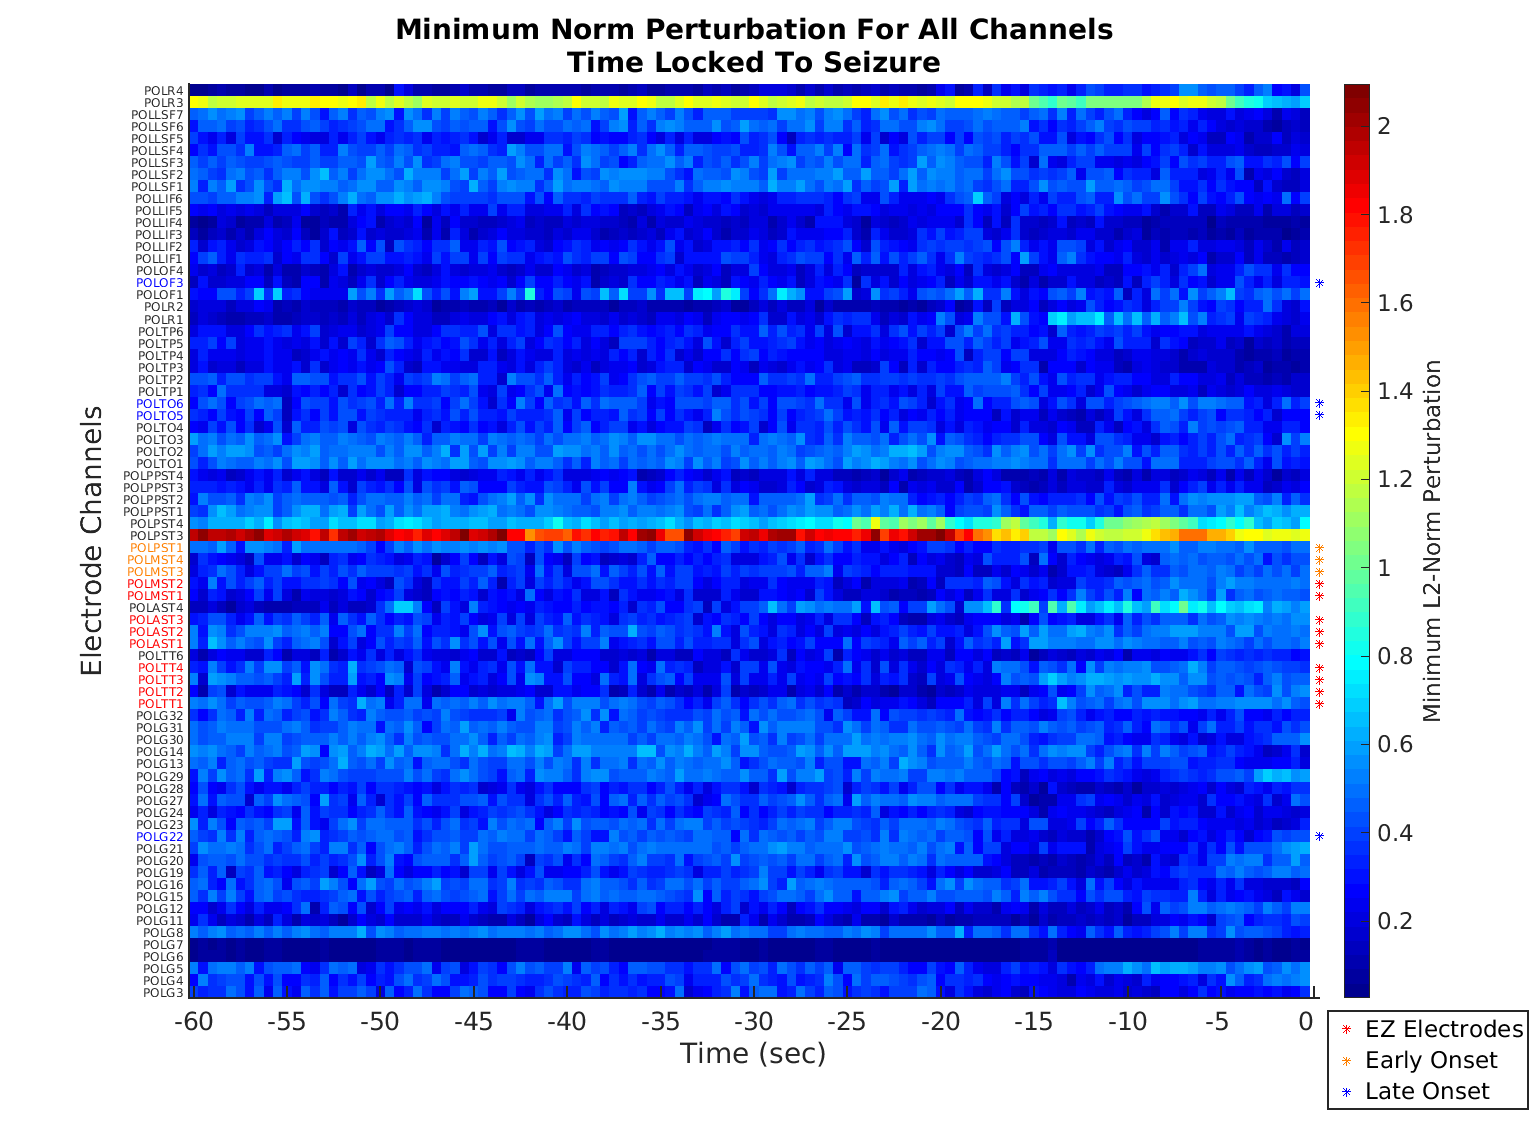 Minimum Norm Perturbation For All Channels
Time Locked To Seizure
Electrode Channels
POLR4
POLR3
POLLSF7
POLLSF6
POLLSF5
POLLSF4
POLLSF3
POLLSF2
POLLSF1
POLLIF6
POLLIF5
POLLIF4
POLLIF3
POLLIF2
POLLIF1
POLOF4
POLOF3
POLOF1
POLR2
POLR1
POLTP6
POLTP5
POLTP4
POLTP3
POLTP2
POLTP1
POLTO6
POLTO5
POLTO4
POLTO3
POLTO2
POLTO1
POLPPST4
POLPPST3
POLPPST2
POLPPST1
POLPST4
POLPST3
POLPST1
POLMST4
POLMST3
POLMST2
POLMST1
POLAST4
POLAST3
POLAST2
POLAST1
POLTT6
POLTT4
POLTT3
POLTT2
POLTT1
POLG32
POLG31
POLG30
POLG14
POLG13
POLG29
POLG28
POLG27
POLG24
POLG23
POLG22
POLG21
POLG20
POLG19
POLG16
POLG15
POLG12
POLG11
POLG8
POLG7
POLG6
POLG5
POLG4
POLG3
-60 -55 -50 -45 -40 -35 -30 -25 -20 -15 -10 -5 0
Time (sec)
2
1.8
1.6
1.4
1.2
1
0.8
0.6
0.4
0.2
Minimum L2-Norm Perturbation
EZ Electrodes
Early Onset
Late Onset